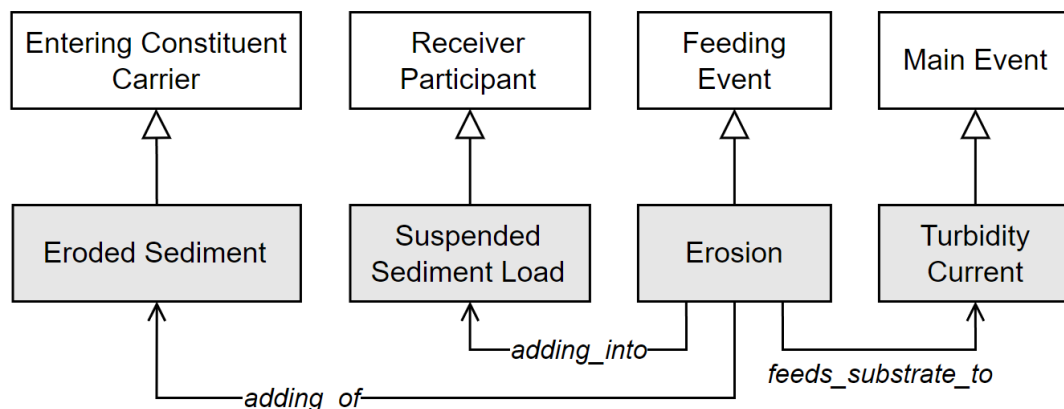 Entering Constituent
Carrier
Receiver
Participant
Feeding
Event
Main Event
Eroded Sediment
Suspended
Sediment Load
Erosion
Turbidity
Current
adding_into
feeds_substrate_to
adding_of